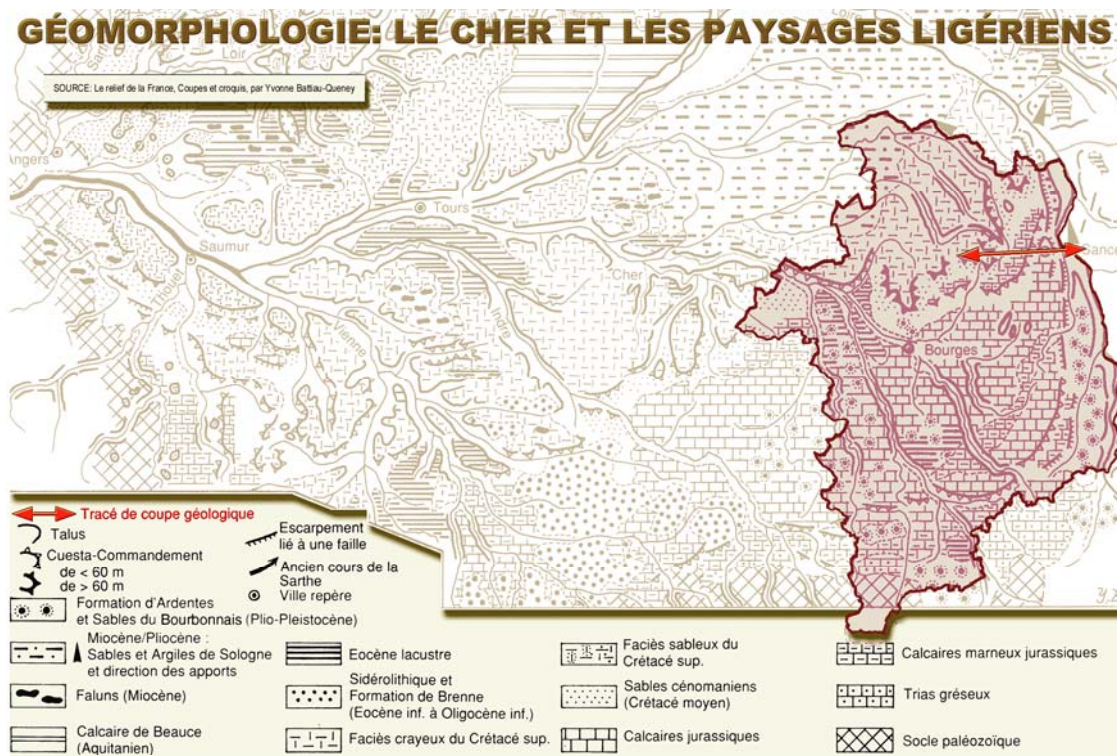 GÉOMORPHOLOGIE: LE CHER ET LES PAYSAGES LIGÉRIENS
SOURCE: Le relief de la France, Coupes et croquis, par Yvonne Battiau-Queney
Loir
Angers
Tours
Saumur
Thouet
Vienne
Indre
Cher
Sance
Bourges
Tracé de coupe géologique
Talus
Cuesta-Commandement
de < 60 m
de > 60 m
Escarpement
lié à une faille
Ancien cours de la
Sarthe
Ville repère
Formation d'Ardentes
et Sables du Bourbonnais (Plio-Pleistocène)
Miocène/Pliocène :
Sables et Argiles de Sologne
et direction des apports
Faluns (Miocène)
Calcaire de Beauce
(Aquitanien)
Eocène lacustre
Sidérolithique et
Formation de Brenne
(Eocène inf. à Oligocène inf.)
Faciès crayeux du Crétacé sup.
Faciès sableux du
Crétacé sup.
Sables cénomaniens
(Crétacé moyen)
Calcaires jurassiques
Calcaires marneux jurassiques
Trias gréseux
Socle paléozoïque